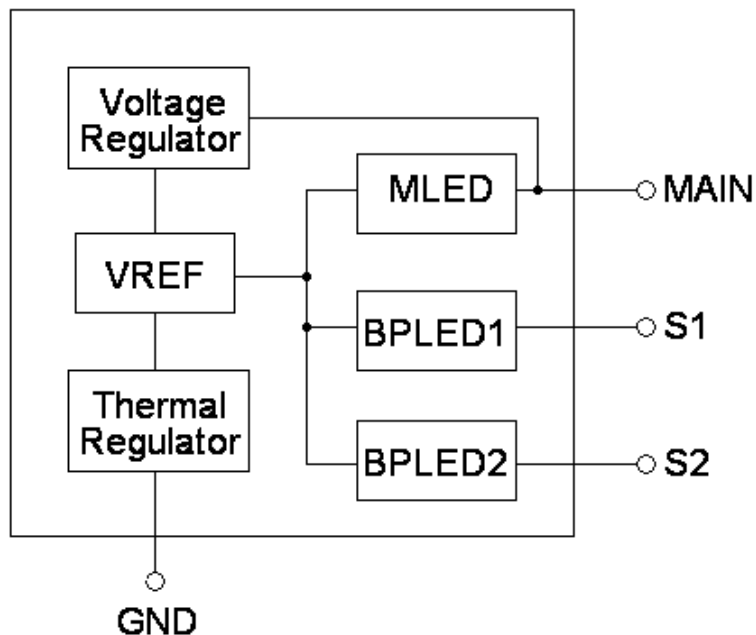 Voltage
Regulator
MLED
MAIN
VREF
BPLED1
S1
Thermal
Regulator
BPLED2
S2
GND